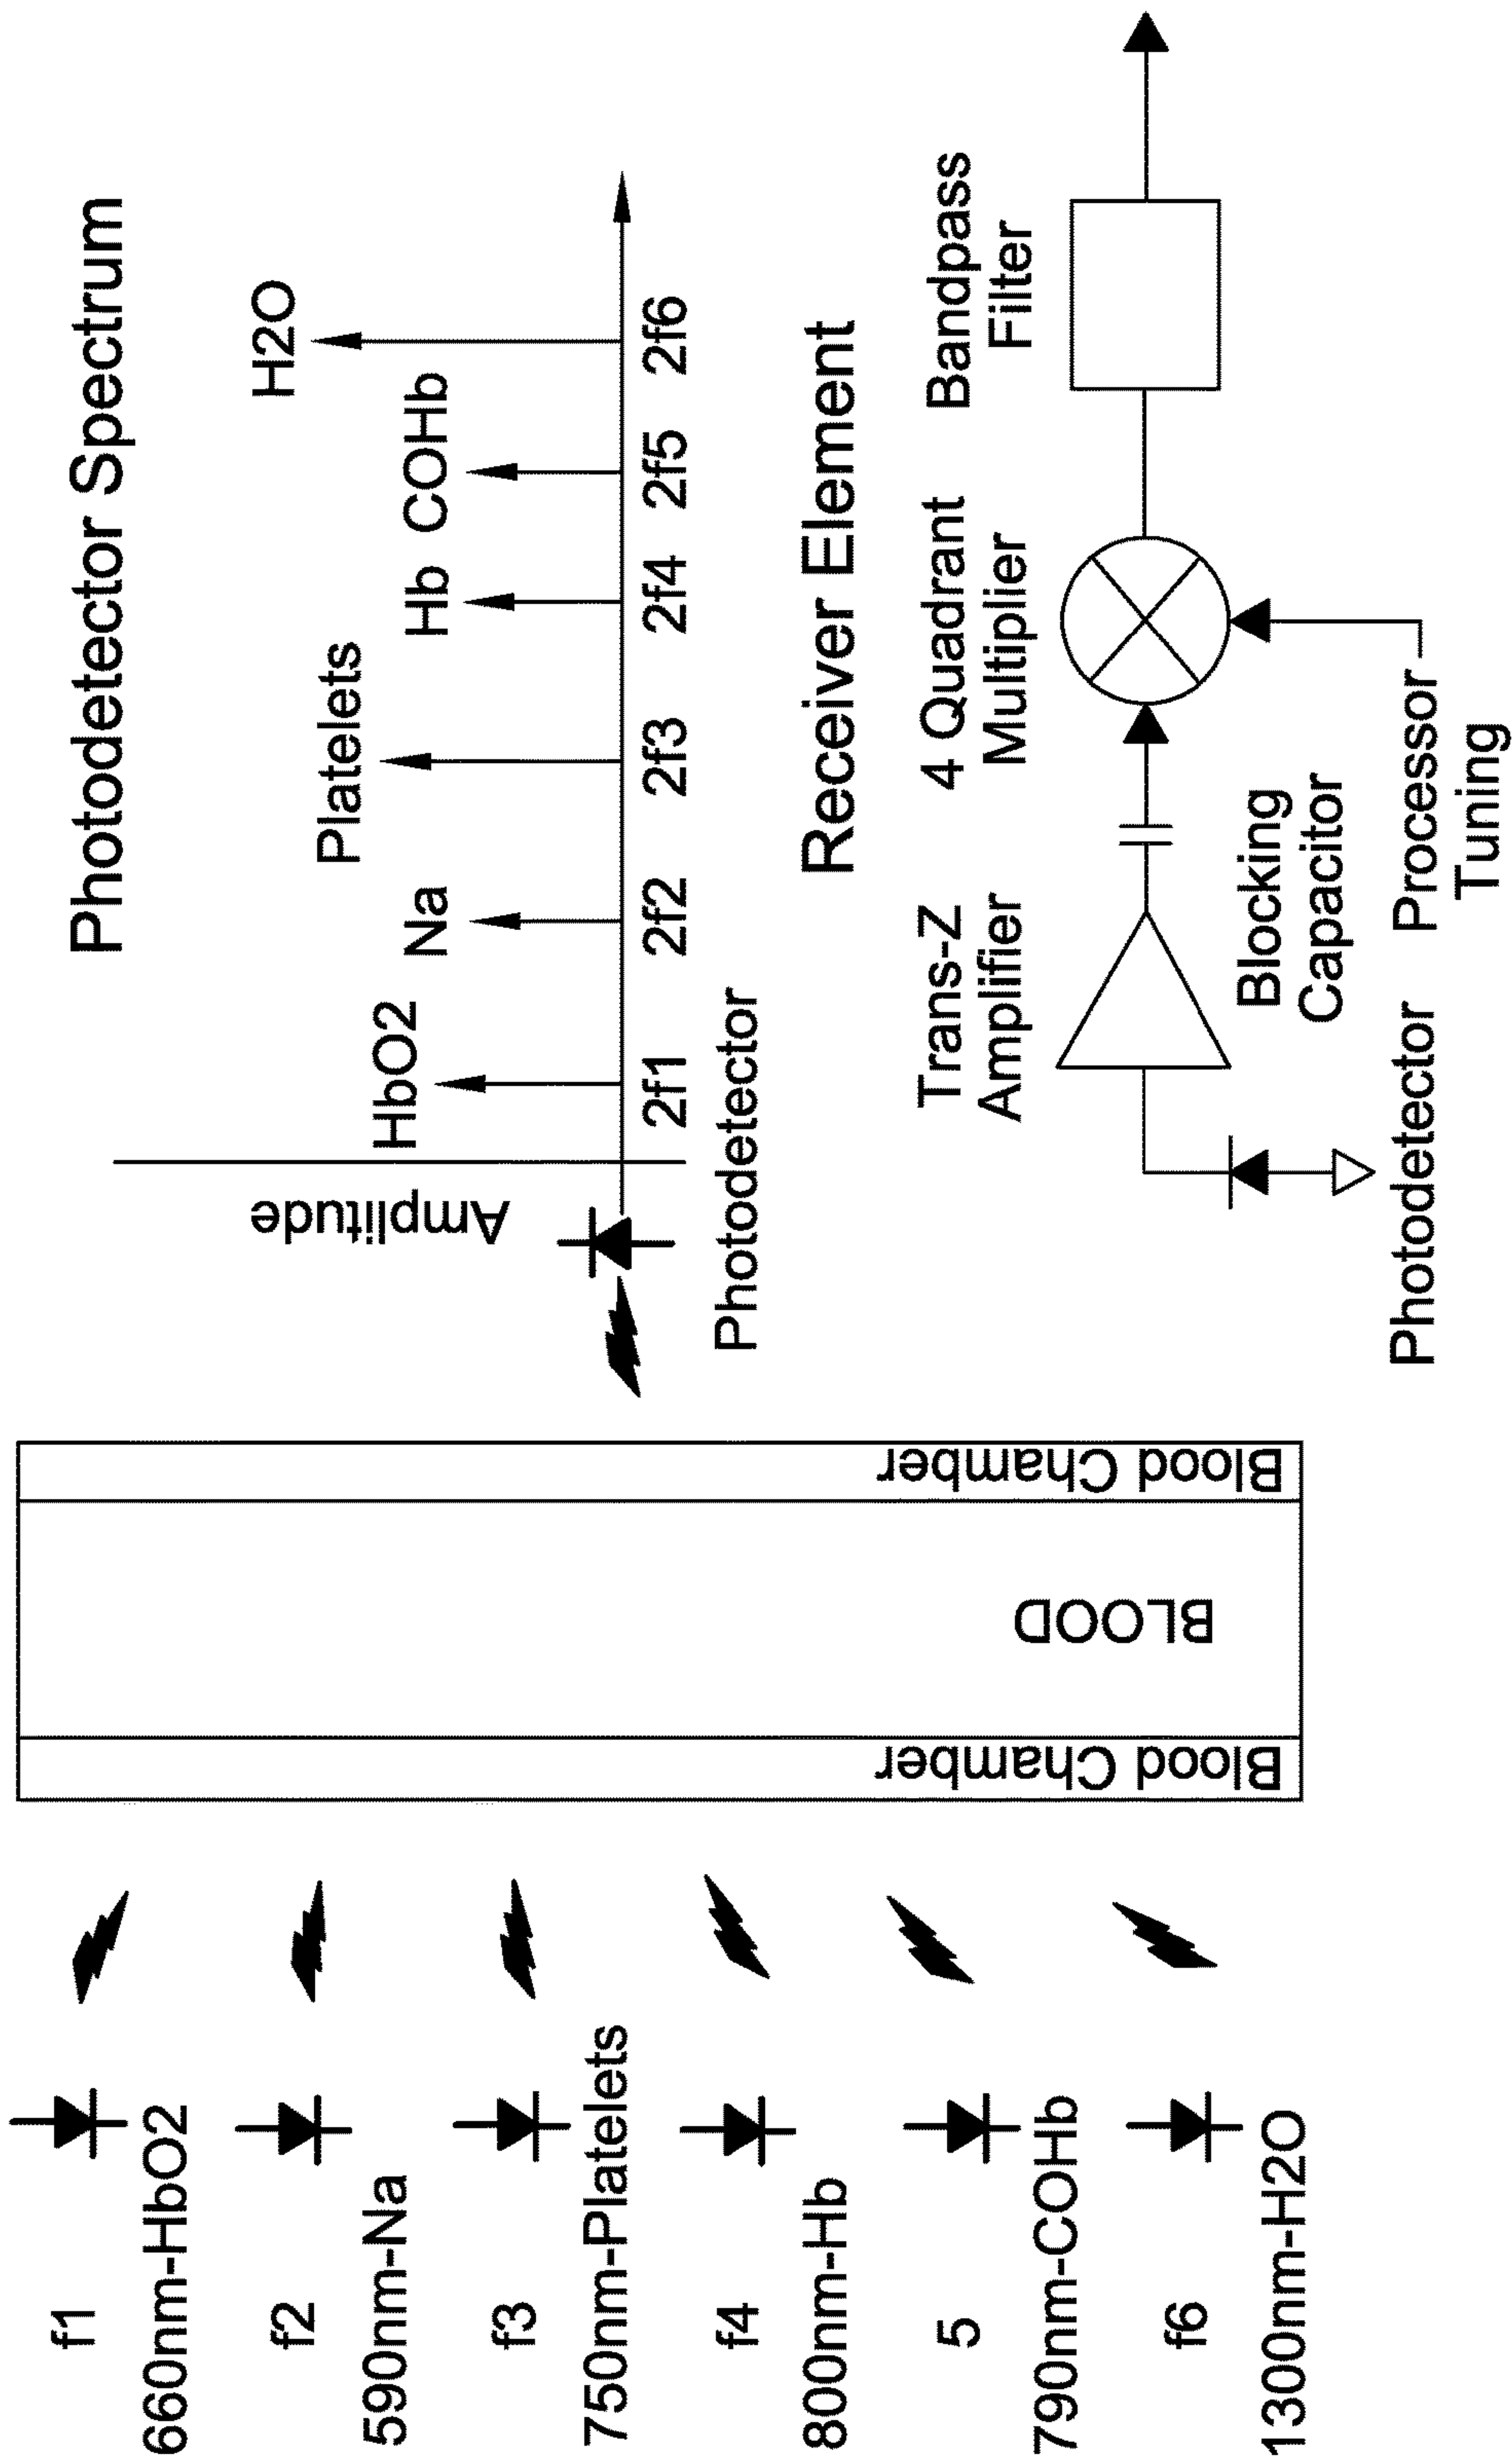 f1
660nm-HbO2
f2
590nm-Na
f3
750nm-Platelets
f4
800nm-Hb
5
790nm-COHb
f6
1300nm-H2O
Blood Chamber
BLOOD
Blood Chamber
Photodetector Spectrum
Amplitude
HbO2
Na
Platelets
Hb
COHb
H2O
2f1
2f2
2f3
2f4
2f5
2f6
Photodetector
Receiver Element
Trans-Z
Amplifier
4 Quadrant
Multiplier
Bandpass
Filter
Blocking
Capacitor
Photodetector
Processor
Tuning